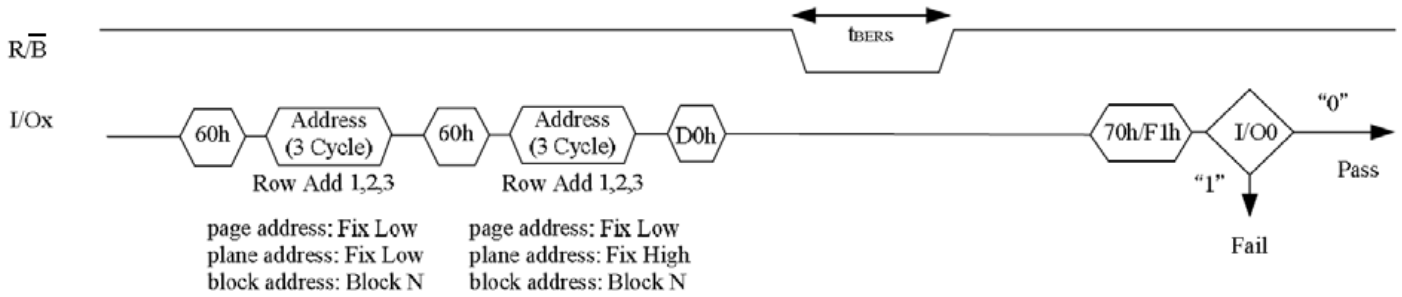 tBERS
R/B̅
I/Ox
60h
Address
(3 Cycle)
60h
Address
(3 Cycle)
D0h
70h/F1h
I/O0
“0”
Pass
“1”
Fail
Row Add 1,2,3
Row Add 1,2,3
page address: Fix Low
plane address: Fix Low
block address: Block N
page address: Fix Low
plane address: Fix High
block address: Block N